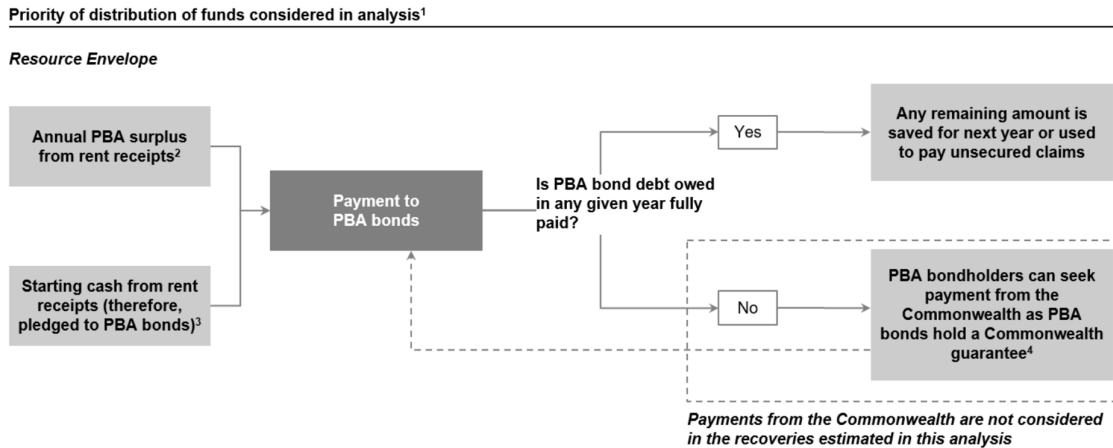 Priority of distribution of funds considered in analysis¹
Resource Envelope
Annual PBA surplus
from rent receipts²
Starting cash from rent
receipts (therefore,
pledged to PBA bonds)³
Payment to
PBA bonds
Is PBA bond debt owed
in any given year fully
paid?
Yes
Any remaining amount is
saved for next year or used
to pay unsecured claims
No
PBA bondholders can seek
payment from the
Commonwealth as PBA
bonds hold a Commonwealth
guarantee⁴
Payments from the Commonwealth are not considered
in the recoveries estimated in this analysis